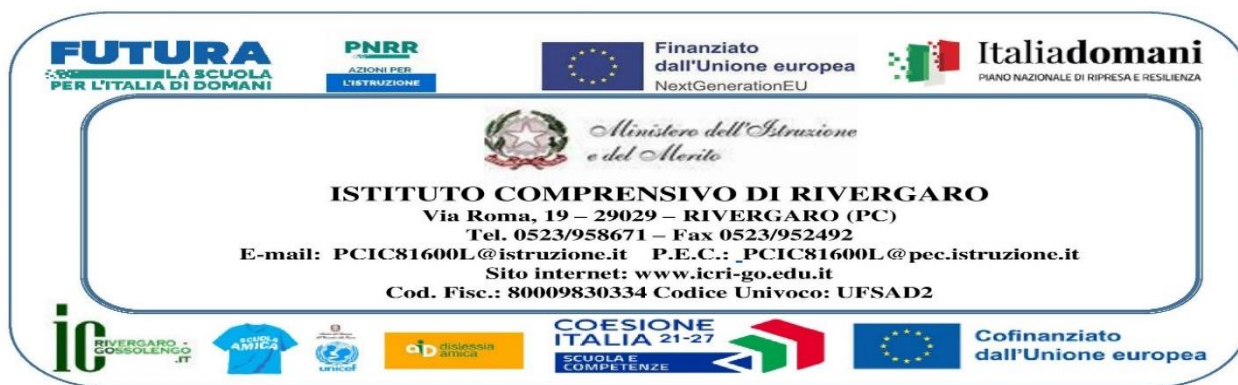 FUTURA
LA SCUOLA
PER L'ITALIA DI DOMANI
PNRR
AZIONI PER
L'ISTRUZIONE
Finanziato
dall'Unione europea
NextGenerationEU
Italiadomani
PIANO NAZIONALE DI RIPRESA E RESILIENZA
Ministero dell'Istruzione
e del Merito
ISTITUTO COMPRENSIVO DI RIVERGARO
Via Roma, 19 – 29029 – RIVERGARO (PC)
Tel. 0523/958671 – Fax 0523/952492
E-mail: PCIC81600L@istruzione.it P.E.C.: PCIC81600L@pec.istruzione.it
Sito internet: www.icri-go.edu.it
Cod. Fisc.: 80009830334 Codice Univoco: UFSAD2
ic
RIVERGARO -
GOSSOLENGO
.IT
SCUOLA
AMICA
unicef
aiD dislessia
amica
COESIONE
ITALIA 21-27
SCUOLA E
COMPETENZE
Cofinanziato
dall'Unione europea